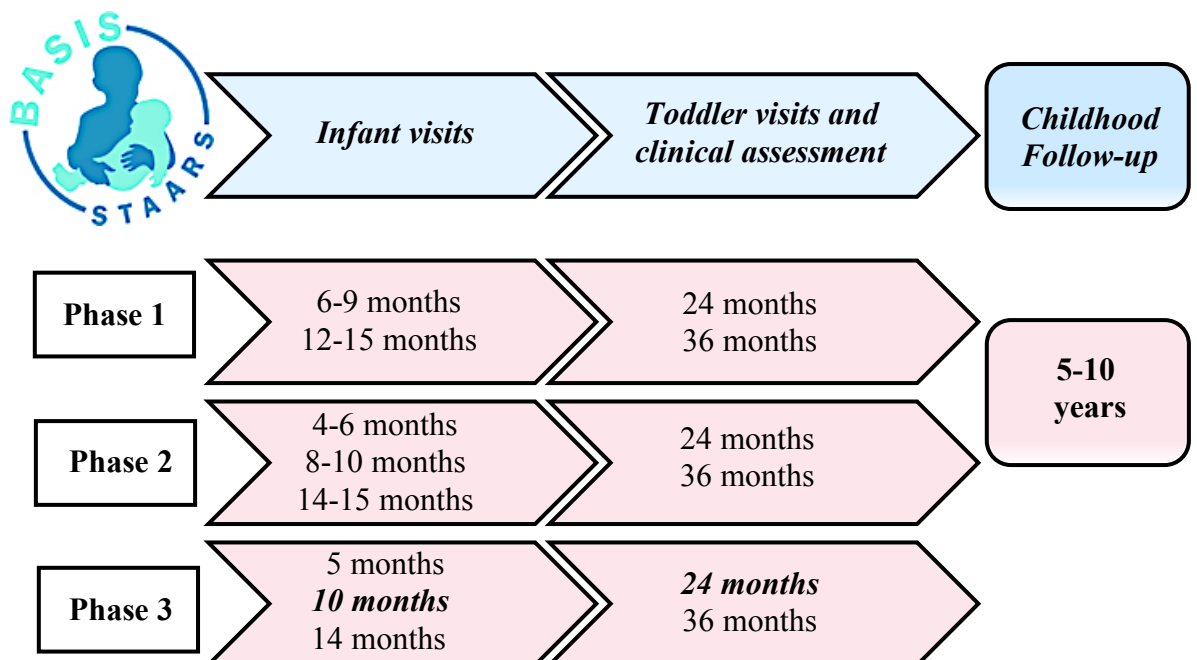 BASIS
STAARS
Infant visits
Toddler visits and
clinical assessment
Childhood
Follow-up
Phase 1
6-9 months
12-15 months
24 months
36 months
5-10
years
Phase 2
4-6 months
8-10 months
14-15 months
24 months
36 months
Phase 3
5 months
10 months
14 months
24 months
36 months